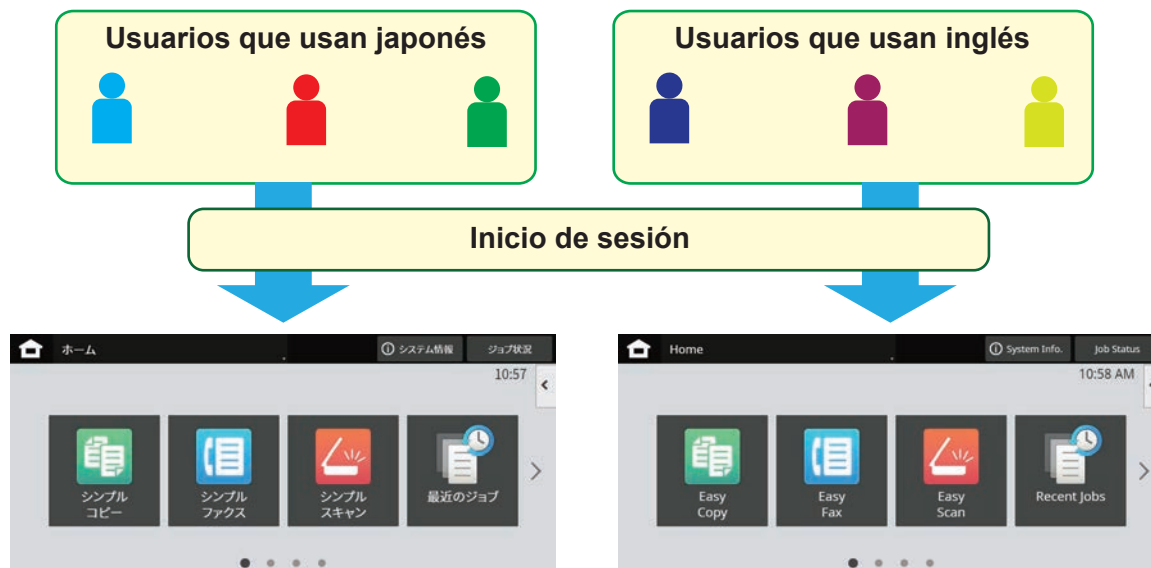 Usuarios que usan japonés
Usuarios que usan inglés
Inicio de sesión
ホーム
システム情報
ジョブ状況
10:57
シンプル
コピー
シンプル
ファクス
シンプル
スキャン
最近のジョブ
Home
System Info.
Job Status
10:58 AM
Easy
Copy
Easy
Fax
Easy
Scan
Recent Jobs